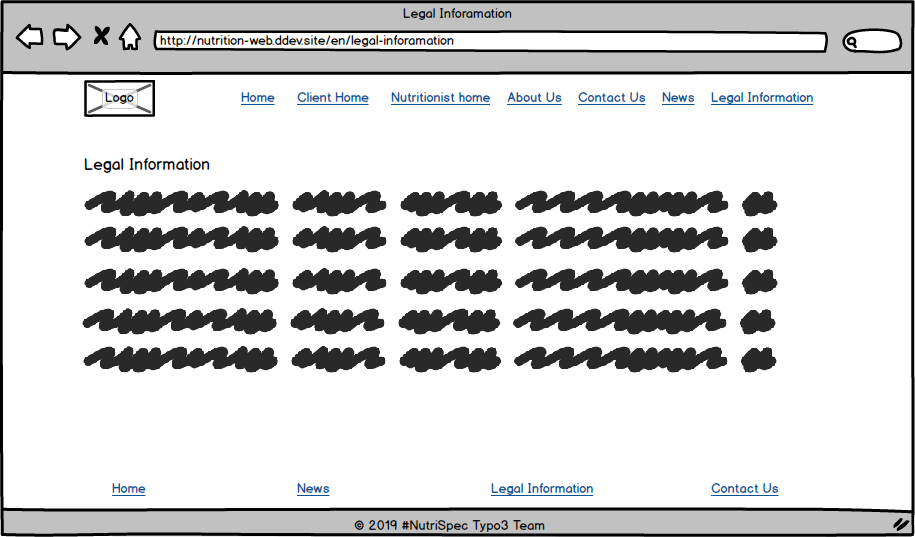 Legal Inforamation
http://nutrition-web.ddev.site/en/legal-inforamation
Logo Home Client Home Nutritionist home About Us Contact Us News Legal Information
Legal Information
Home News Legal Information Contact Us
© 2019 #NutriSpec Typo3 Team